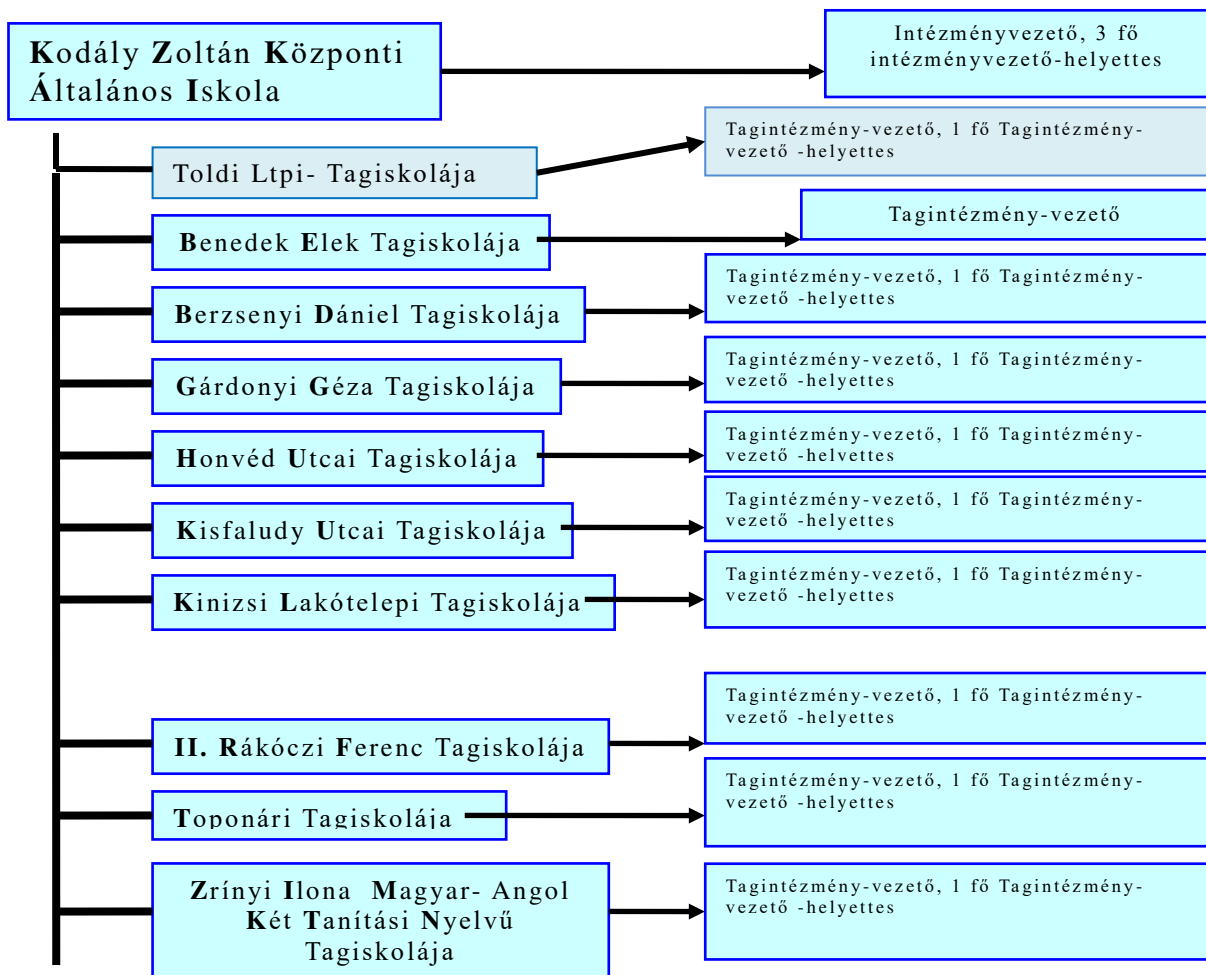 Kodály Zoltán Központi
Általános Iskola
Intézményvezető, 3 fő
intézményvezető-helyettes
Toldi Ltpi- Tagiskolája
Tagintézmény-vezető, 1 fő Tagintézmény-
vezető -helyettes
Benedek Elek Tagiskolája
Tagintézmény-vezető
Berzsenyi Dániel Tagiskolája
Tagintézmény-vezető, 1 fő Tagintézmény-
vezető -helyettes
Gárdonyi Géza Tagiskolája
Tagintézmény-vezető, 1 fő Tagintézmény-
vezető -helyettes
Honvéd Utcai Tagiskolája
Tagintézmény-vezető, 1 fő Tagintézmény-
vezető -helyettes
Kisfaludy Utcai Tagiskolája
Tagintézmény-vezető, 1 fő Tagintézmény-
vezető -helyettes
Kinizsi Lakótelepi Tagiskolája
Tagintézmény-vezető, 1 fő Tagintézmény-
vezető -helyettes
II. Rákóczi Ferenc Tagiskolája
Tagintézmény-vezető, 1 fő Tagintézmény-
vezető -helyettes
Toponári Tagiskolája
Tagintézmény-vezető, 1 fő Tagintézmény-
vezető -helyettes
Zrínyi Ilona Magyar- Angol
Két Tanítási Nyelvű
Tagiskolája
Tagintézmény-vezető, 1 fő Tagintézmény-
vezető -helyettes